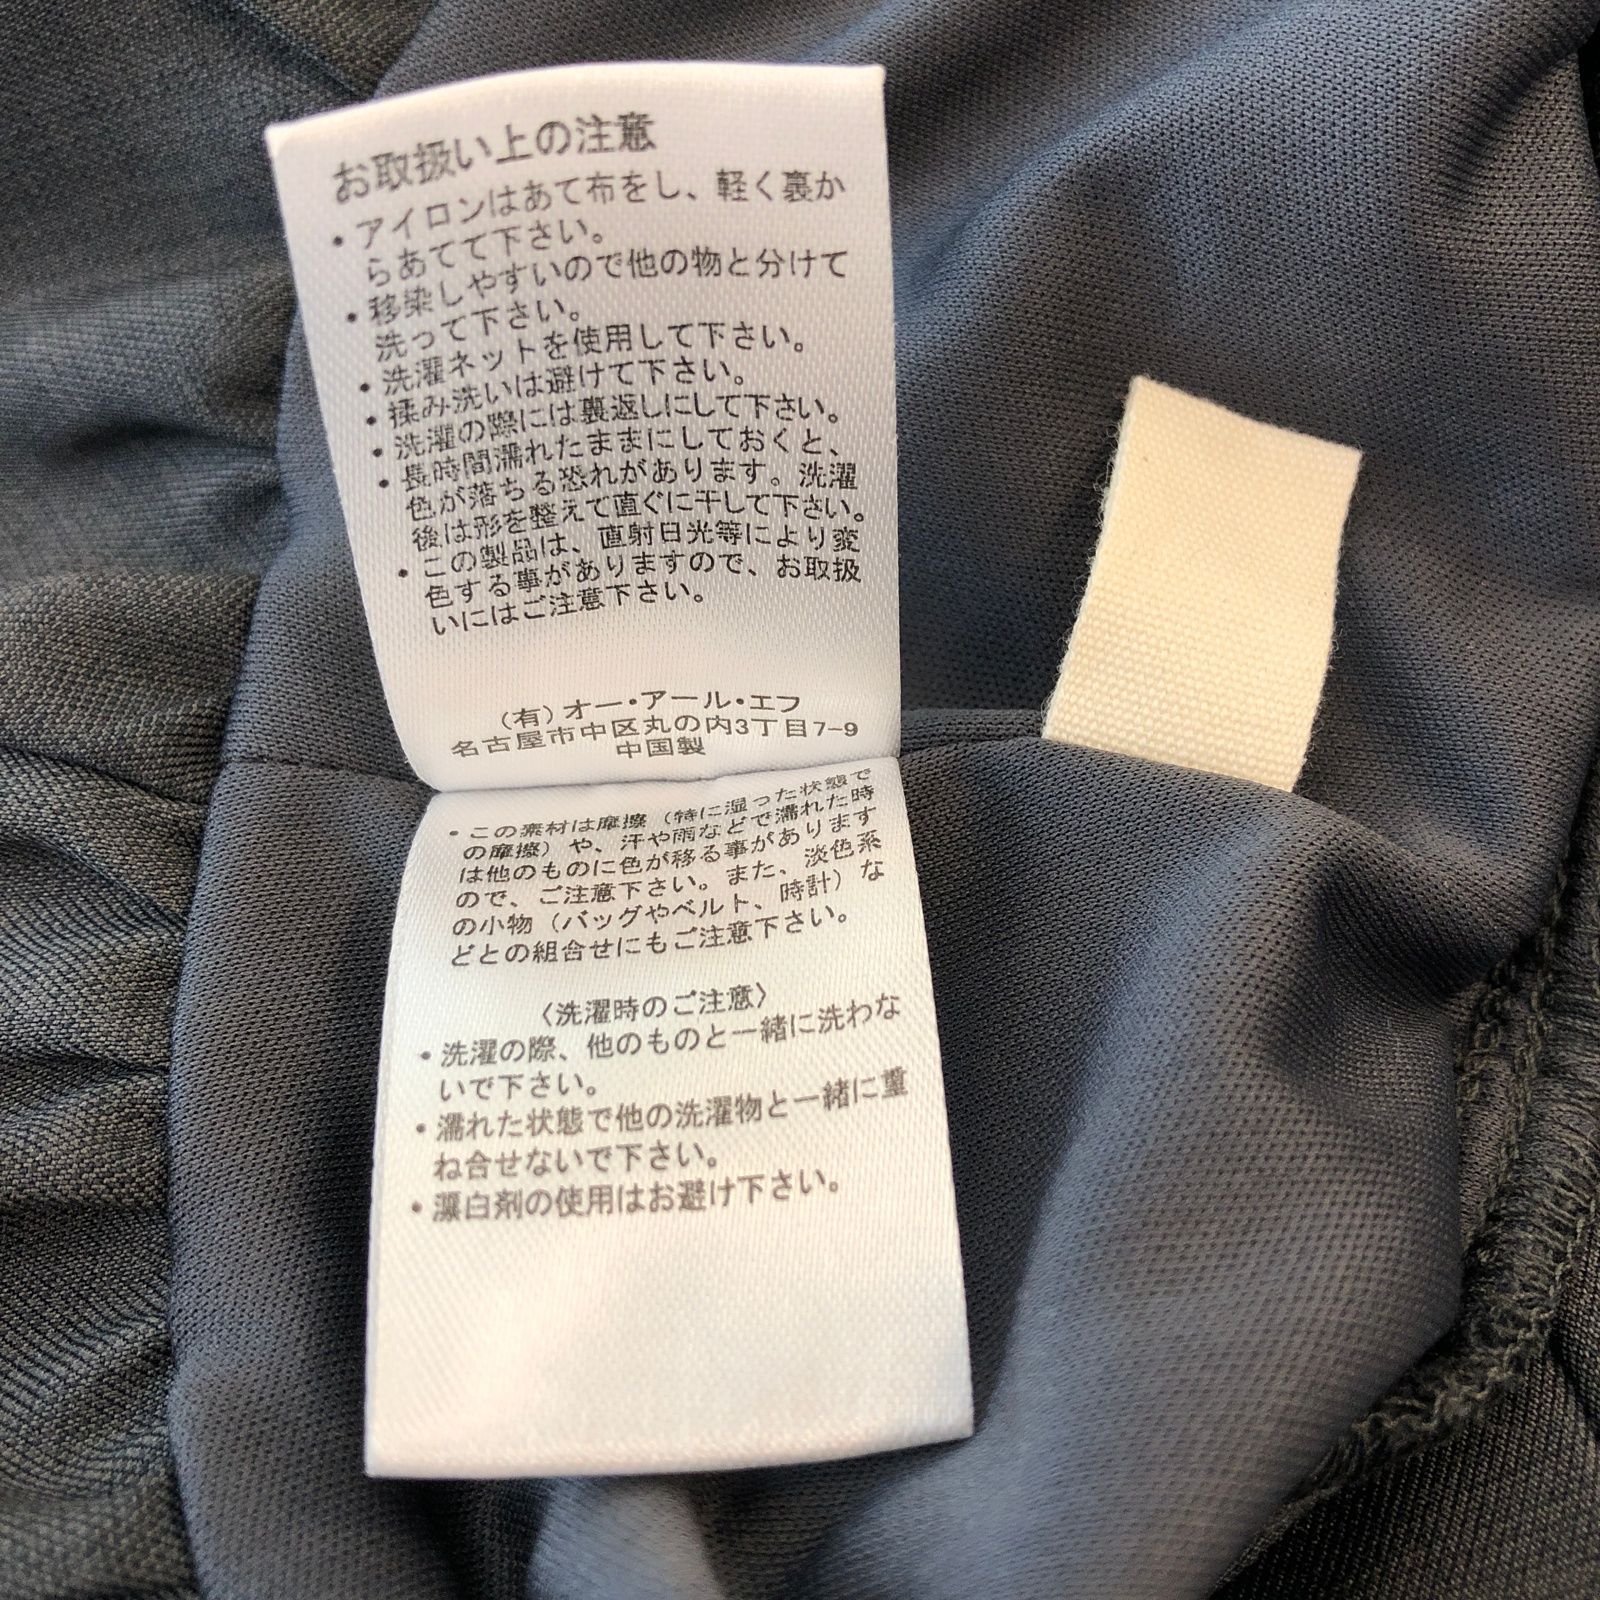 お取扱い上の注意
・アイロンはあて布をし、軽く裏か
らあてて下さい。
・移染しやすいので他の物と分けて
洗って下さい。
・洗濯ネットを使用して下さい。
・揉み洗いは避けて下さい。
・洗濯の際には裏返しにして下さい。
・長時間濡れたままにしておくと、
色が落ちる恐れがあります。洗濯
後は形を整えて直ぐに干して下さい。
・この製品は、直射日光等により変
色する事がありますので、お取扱
いにはご注意下さい。
(有)オー・アール・エフ
名古屋市中区丸の内3丁目7-9
中国製
・この素材は摩擦(特に湿った状態で
の摩擦)や、汗や雨などで濡れた時
は他のものに色が移る事があります
ので、ご注意下さい。また、淡色系
の小物(バッグやベルト、時計)な
どとの組合せにもご注意下さい。
〈洗濯時のご注意〉
・洗濯の際、他のものと一緒に洗わな
いで下さい。
・濡れた状態で他の洗濯物と一緒に重
ね合せないで下さい。
・漂白剤の使用はお避け下さい。